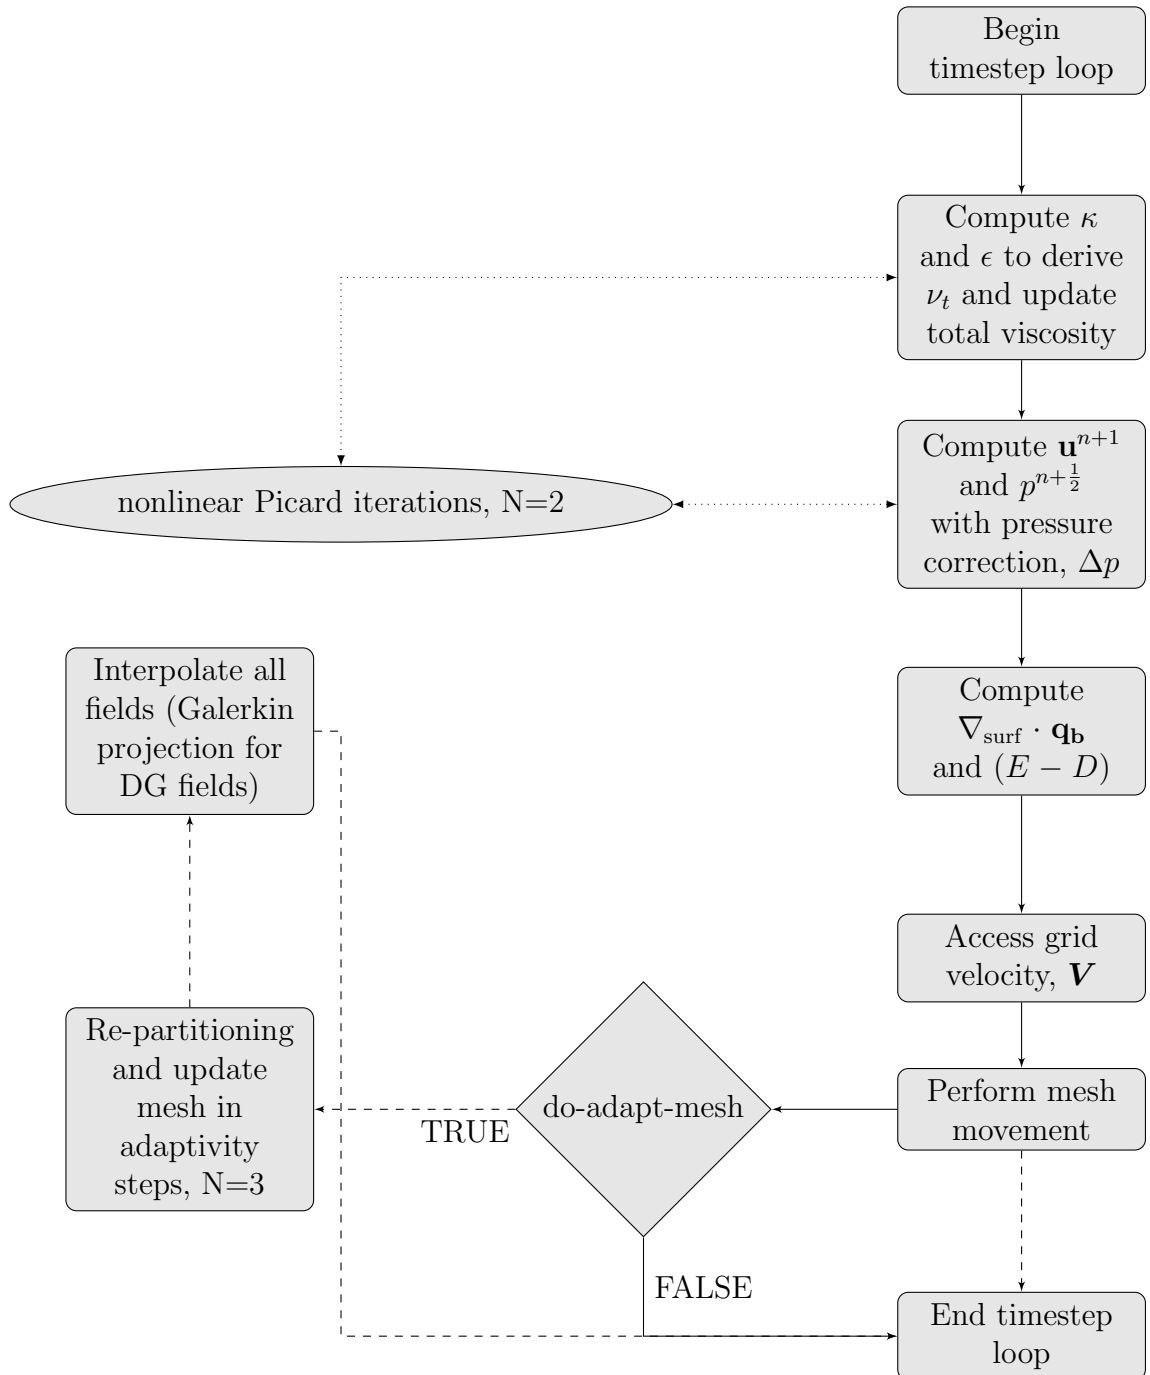 Begin
timestep loop
Compute κ
and ϵ to derive
ν_t and update
total viscosity
Compute **u**^{n+1}
and p^{n+\frac{1}{2}}
with pressure
correction, Δp
nonlinear Picard iterations, N=2
Compute
∇_{surf} · **q_b**
and (E − D)
Interpolate all
fields (Galerkin
projection for
DG fields)
Access grid
velocity, **V**
Perform mesh
movement
do-adapt-mesh
TRUE
Re-partitioning
and update
mesh in
adaptivity
steps, N=3
FALSE
End timestep
loop